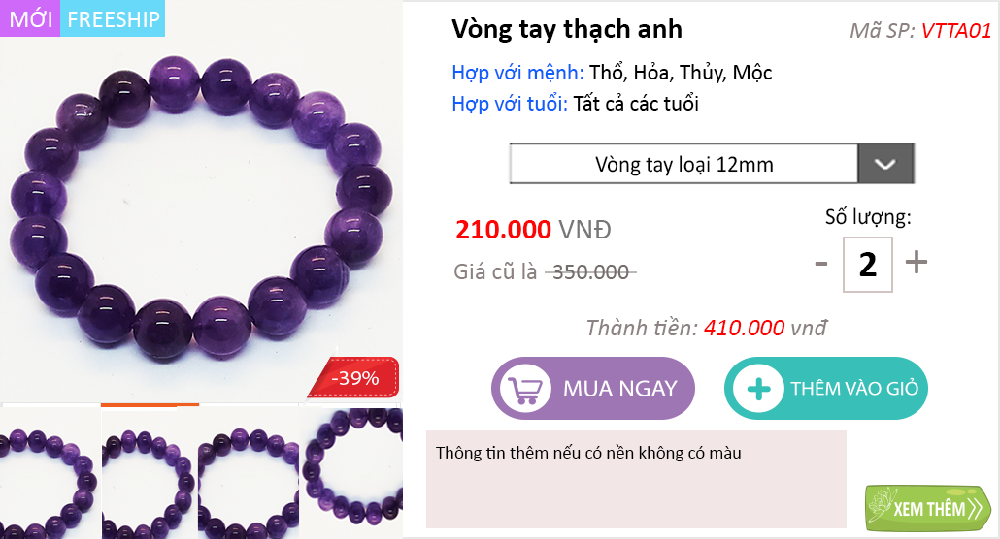 MỚI FREESHIP
Vòng tay thạch anh
Mã SP: VTTA01
Hợp với mệnh: Thổ, Hỏa, Thủy, Mộc
Hợp với tuổi: Tất cả các tuổi
Vòng tay loại 12mm
Số lượng:
210.000 VNĐ
- 2 +
Giá cũ là 350.000
Thành tiền: 410.000 vnđ
-39%
MUA NGAY
THÊM VÀO GIỎ
Thông tin thêm nếu có nền không có màu
XEM THÊM